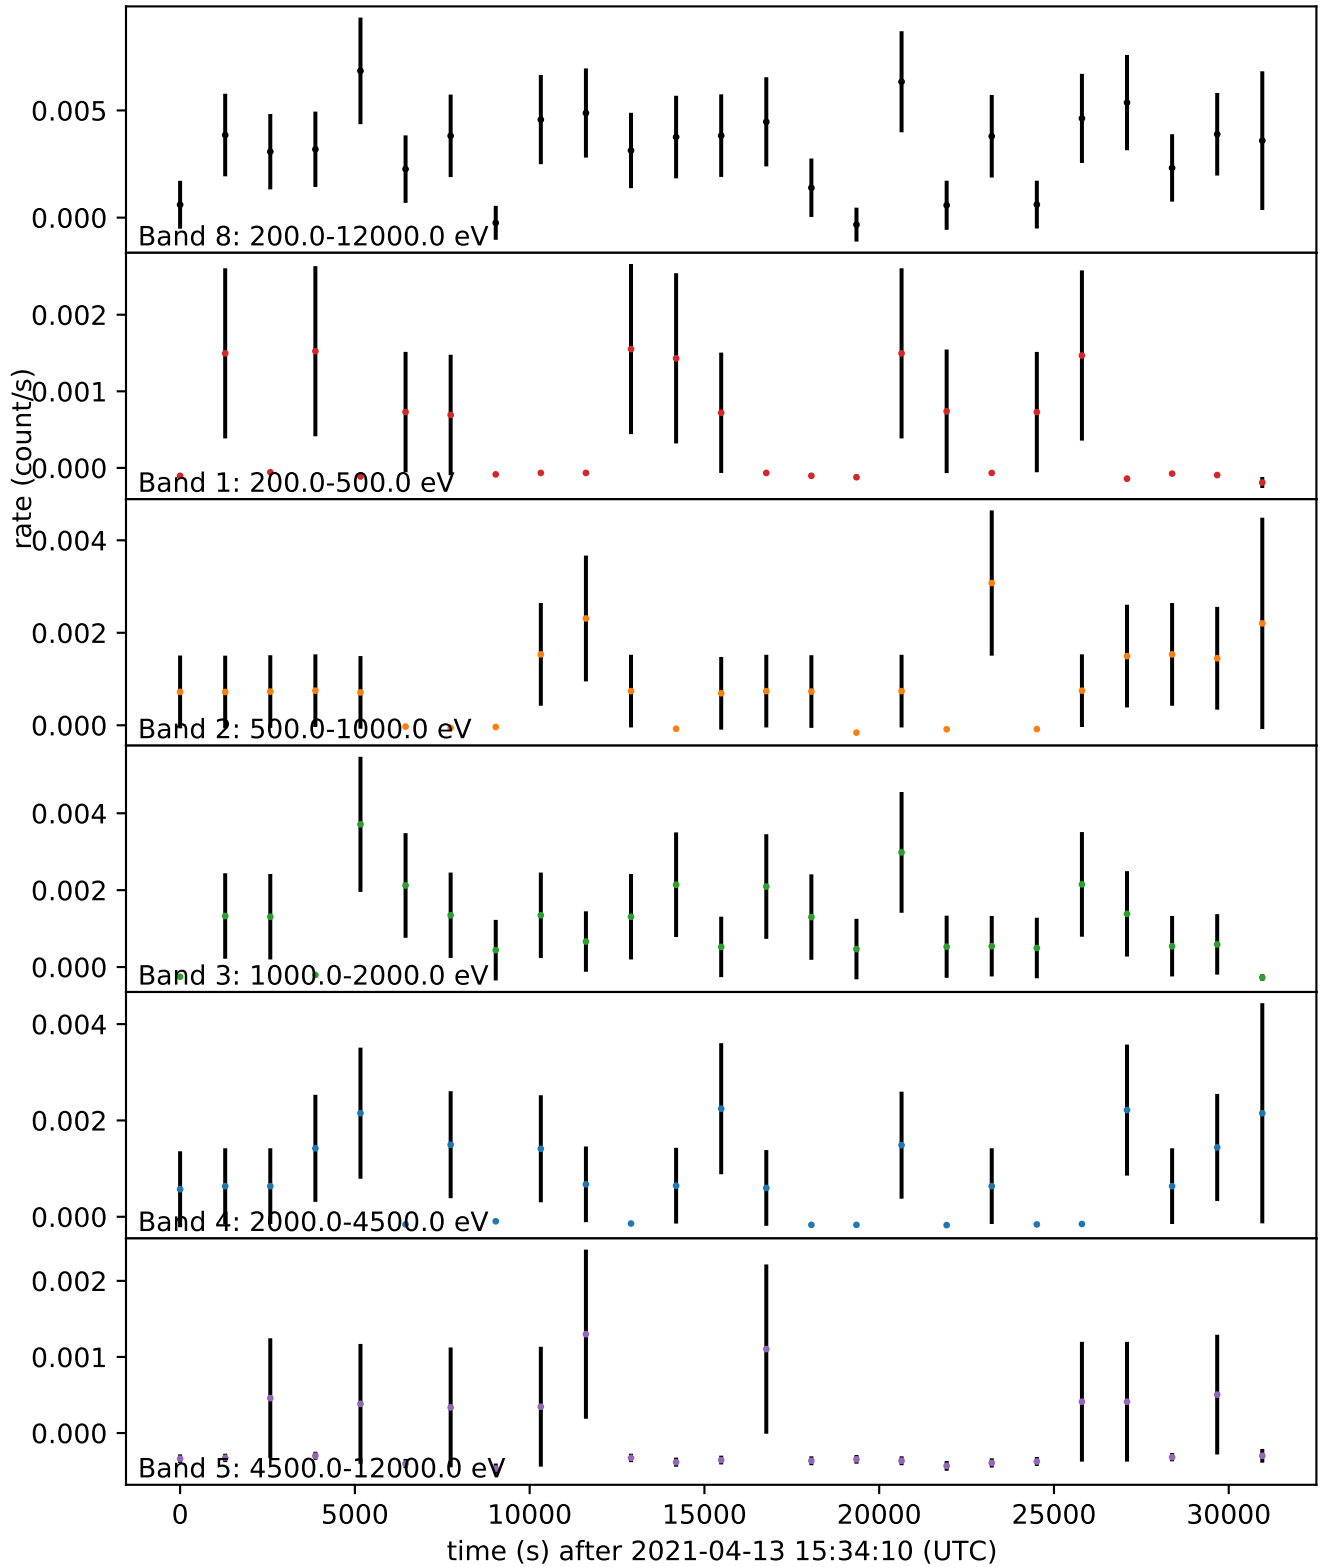 rate (count/s)
0.005
0.000
Band 8: 200.0-12000.0 eV
0.002
0.001
0.000
Band 1: 200.0-500.0 eV
0.004
0.002
0.000
Band 2: 500.0-1000.0 eV
0.004
0.002
0.000
Band 3: 1000.0-2000.0 eV
0.004
0.002
0.000
Band 4: 2000.0-4500.0 eV
0.002
0.001
0.000
Band 5: 4500.0-12000.0 eV
0 5000 10000 15000 20000 25000 30000
time (s) after 2021-04-13 15:34:10 (UTC)